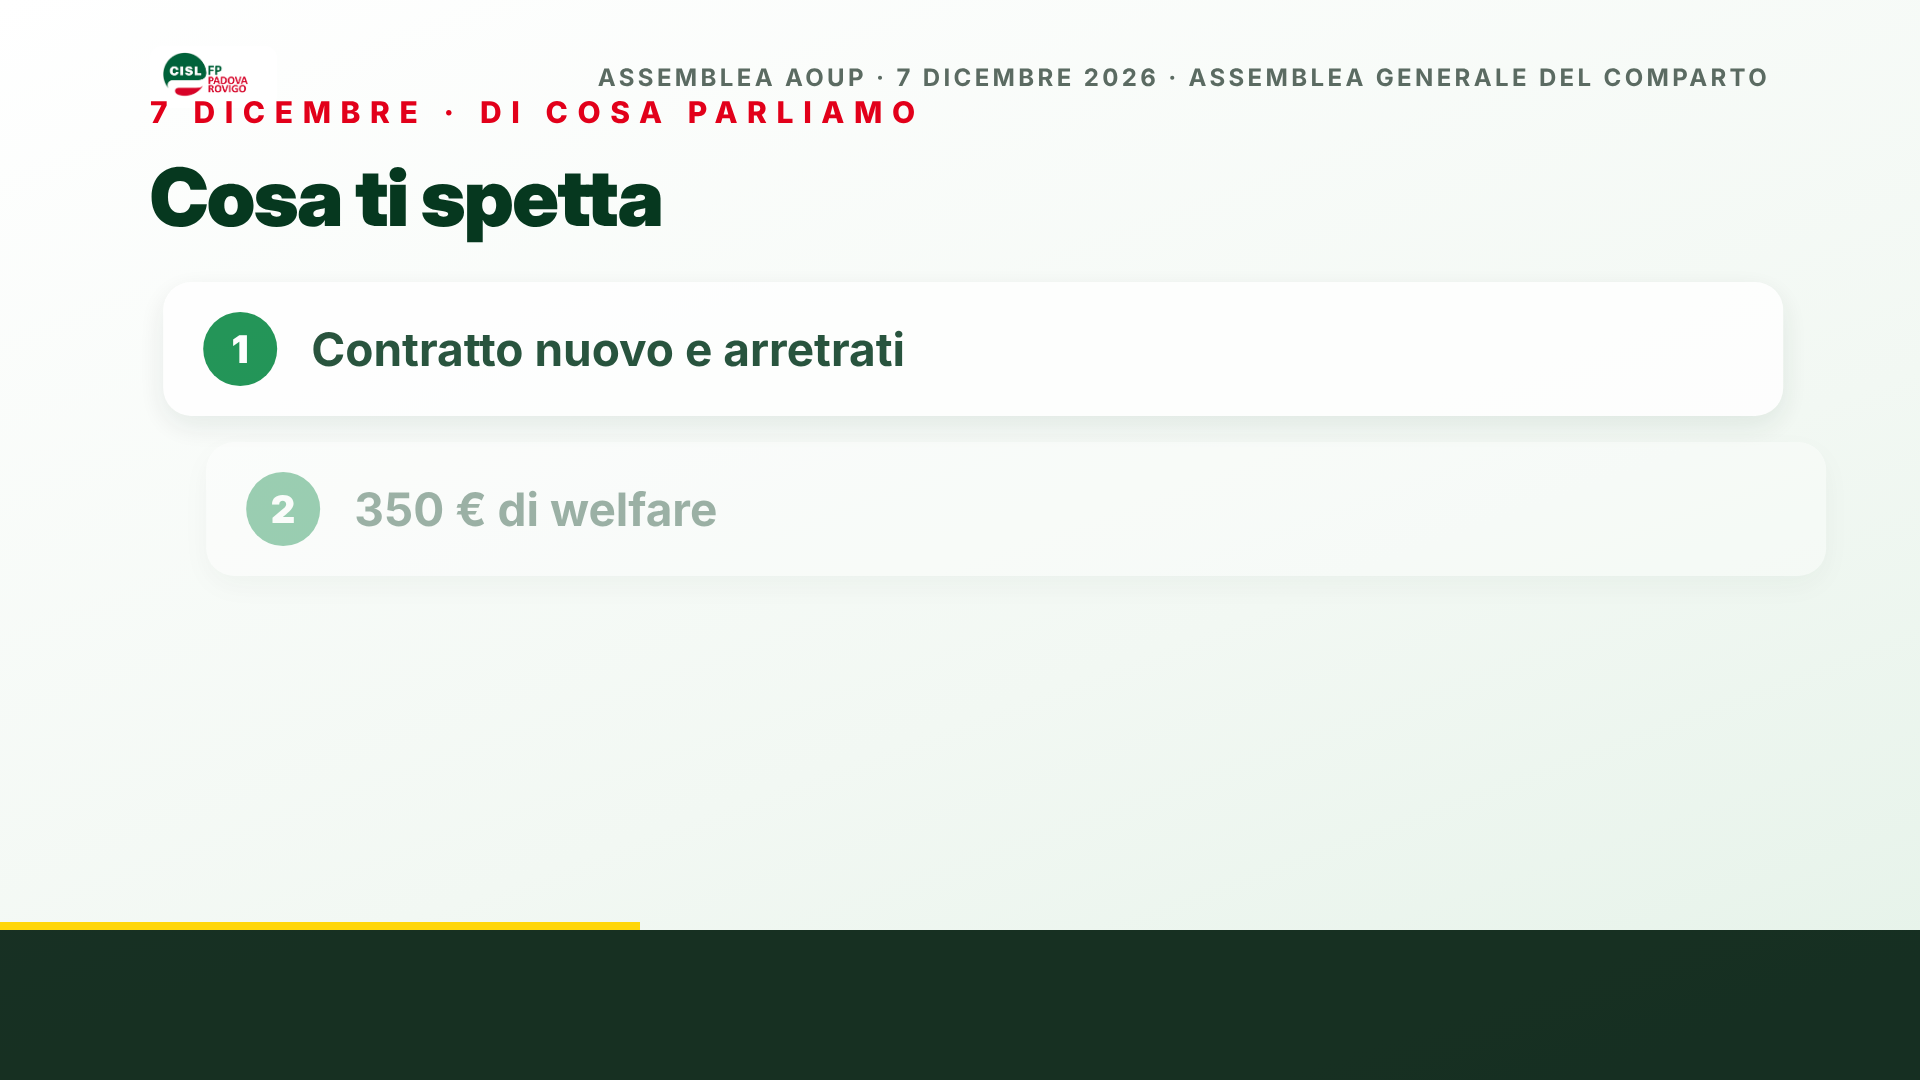 CISL FP
PADOVA
ROVIGO
ASSEMBLEA AOUP · 7 DICEMBRE 2026 · ASSEMBLEA GENERALE DEL COMPARTO
7 DICEMBRE · DI COSA PARLIAMO
Cosa ti spetta
1 Contratto nuovo e arretrati
2 350 € di welfare